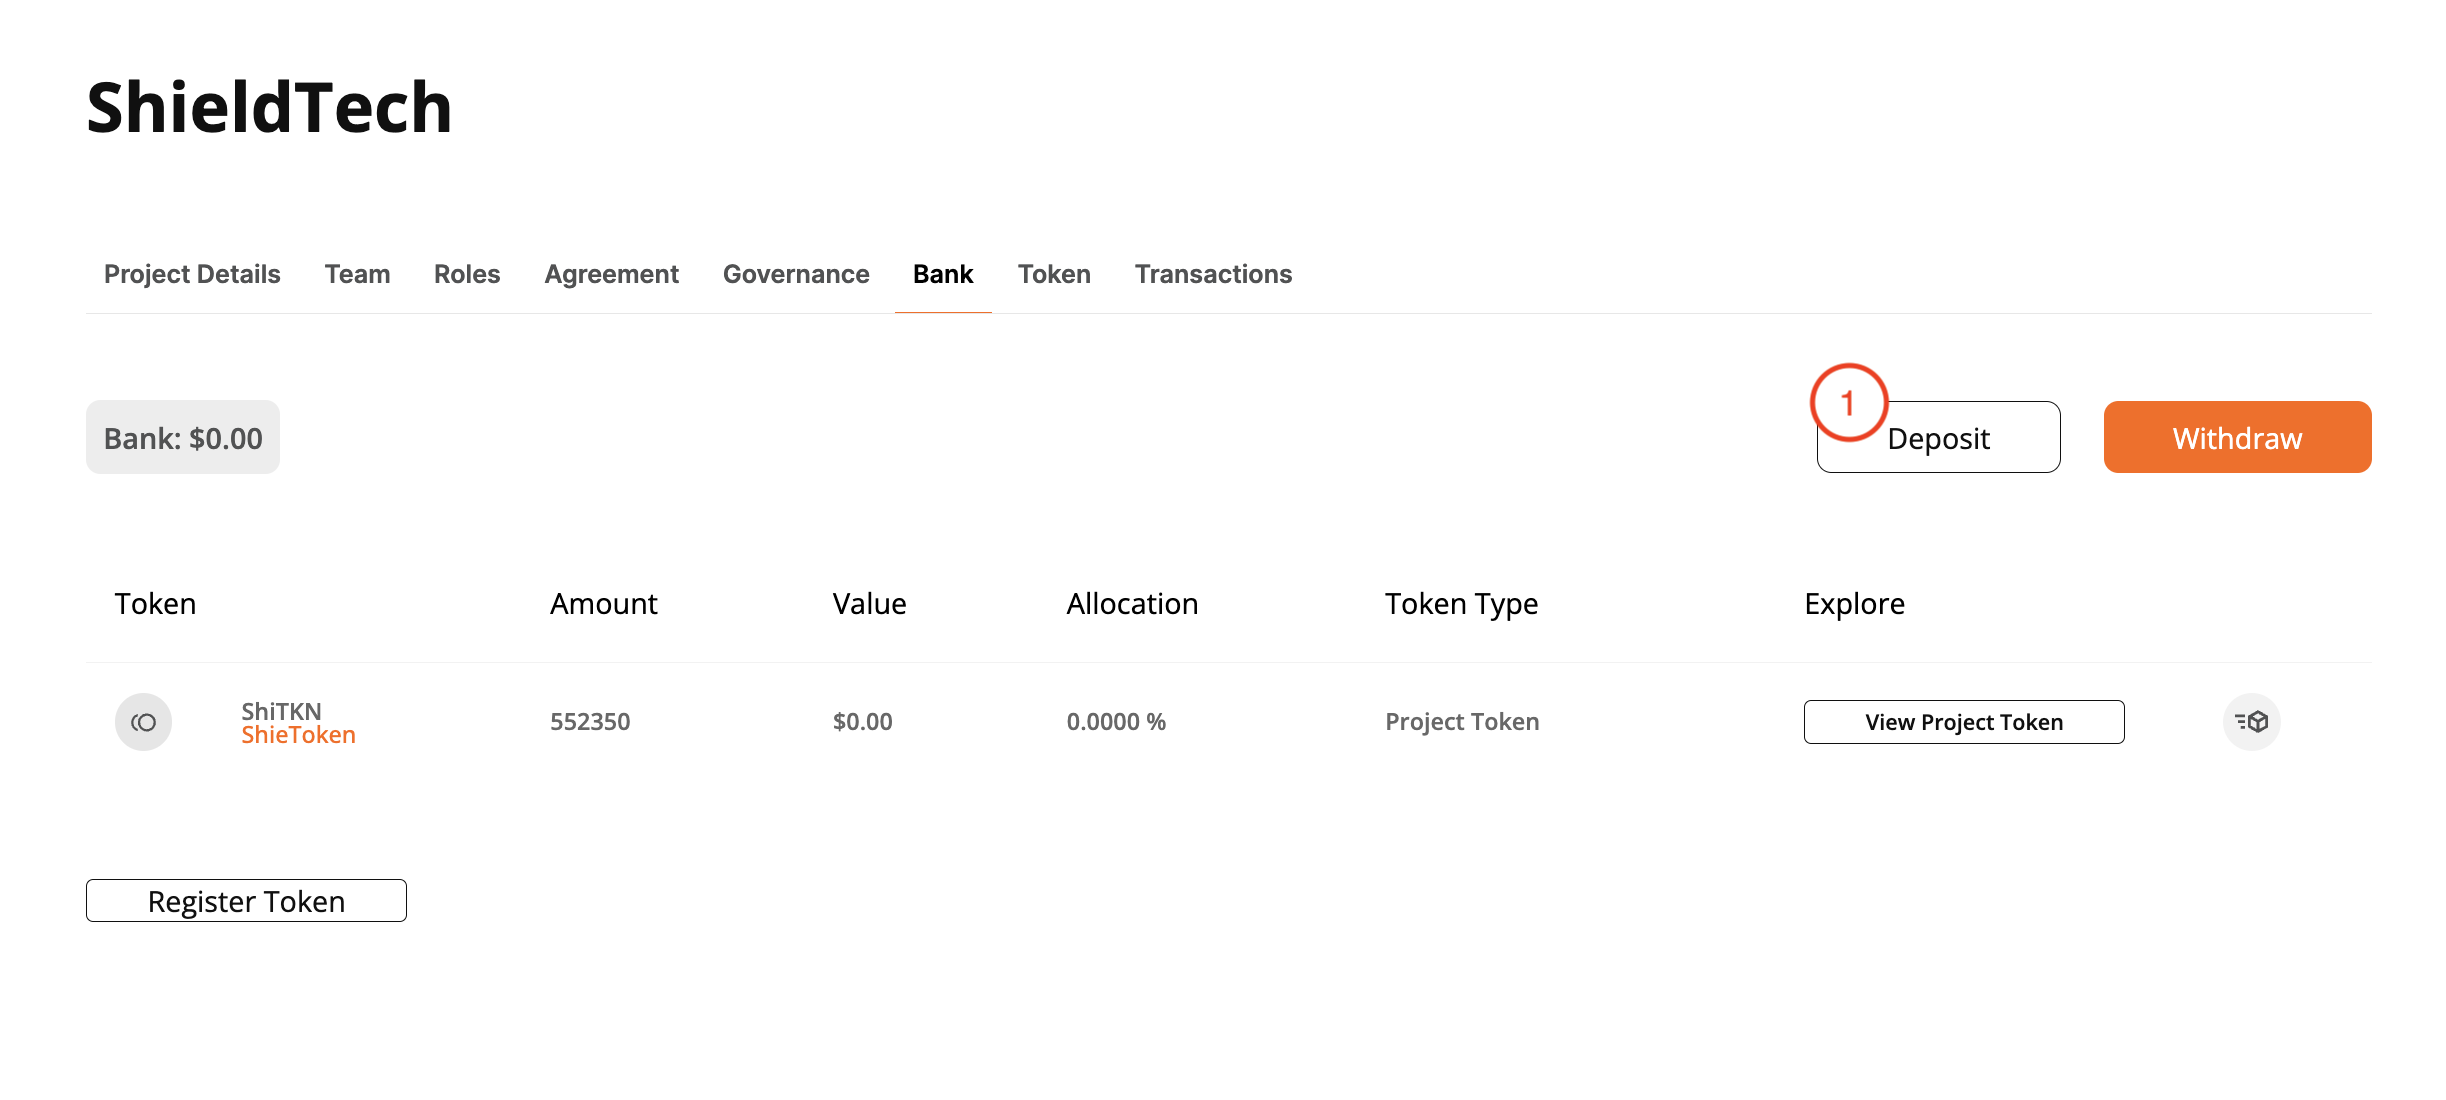 ShieldTech
Project Details Team Roles Agreement Governance Bank Token Transactions
1
Bank: $0.00 Deposit Withdraw
Token Amount Value Allocation Token Type Explore
ShiTKN
ShieToken
552350 $0.00 0.0000 % Project Token View Project Token
Register Token